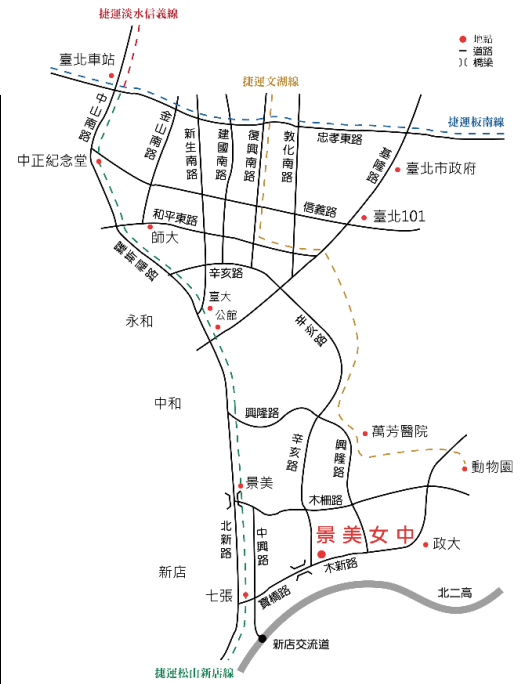 捷運淡水信義線
地點
道路
橋梁
臺北車站
捷運文湖線
中山南路
金山南路
新生南路
建國南路
復興南路
敦化南路
忠孝東路
捷運板南線
基隆路
中正紀念堂
臺北市政府
信義路
和平東路
臺北101
師大
羅斯福路
辛亥路
臺大
公館
永和
辛亥路
中和
興隆路
萬芳醫院
辛亥路
興隆路
動物園
景美
木柵路
北新路
中興路
景美女中
政大
木新路
新店
七張
寶橋路
北二高
新店交流道
捷運松山新店線